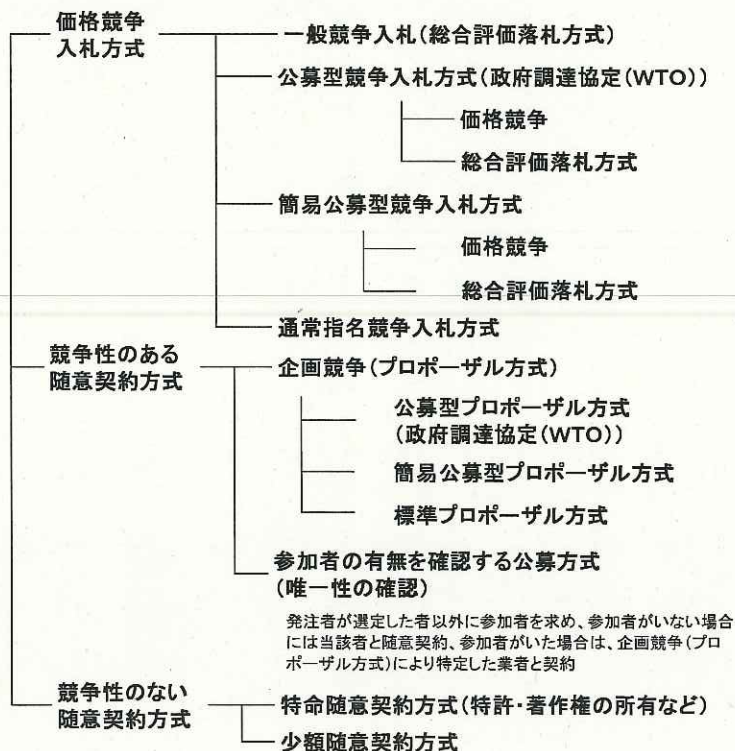 価格競争
入札方式
一般競争入札(総合評価落札方式)
公募型競争入札方式(政府調達協定(WTO))
価格競争
総合評価落札方式
簡易公募型競争入札方式
価格競争
総合評価落札方式
通常指名競争入札方式
競争性のある
随意契約方式
企画競争(プロポーザル方式)
公募型プロポーザル方式
(政府調達協定(WTO))
簡易公募型プロポーザル方式
標準プロポーザル方式
参加者の有無を確認する公募方式
(唯一性の確認)
発注者が選定した者以外に参加者を求め、参加者がいない場合
には当該者と随意契約、参加者がいた場合は、企画競争(プロ
ポーザル方式)により特定した業者と契約
競争性のない
随意契約方式
特命随意契約方式(特許・著作権の所有など)
少額随意契約方式